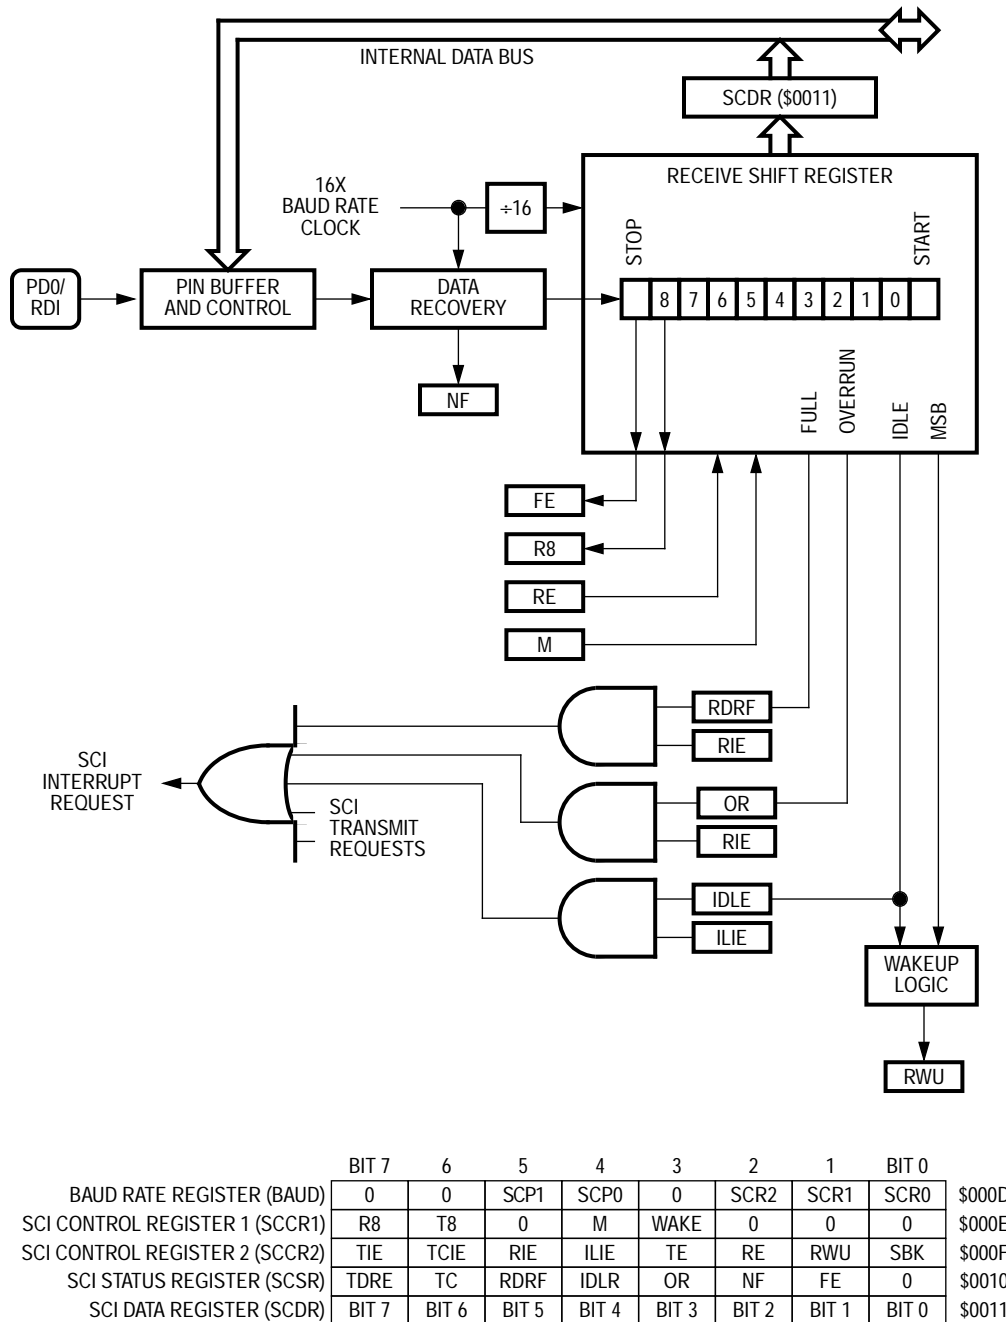 INTERNAL DATA BUS
SCDR ($0011)
RECEIVE SHIFT REGISTER
16X
BAUD RATE
CLOCK
÷16
STOP
START
PD0/
RDI
PIN BUFFER
AND CONTROL
DATA
RECOVERY
8 7 6 5 4 3 2 1 0
NF
FULL
OVERRUN
IDLE
MSB
FE
R8
RE
M
RDRF
RIE
SCI
INTERRUPT
REQUEST
SCI
TRANSMIT
REQUESTS
OR
RIE
IDLE
ILIE
WAKEUP
LOGIC
RWU
BIT 7 6 5 4 3 2 1 BIT 0
BAUD RATE REGISTER (BAUD) 0 0 SCP1 SCP0 0 SCR2 SCR1 SCR0 $000D
SCI CONTROL REGISTER 1 (SCCR1) R8 T8 0 M WAKE 0 0 0 $000E
SCI CONTROL REGISTER 2 (SCCR2) TIE TCIE RIE ILIE TE RE RWU SBK $000F
SCI STATUS REGISTER (SCSR) TDRE TC RDRF IDLR OR NF FE 0 $0010
SCI DATA REGISTER (SCDR) BIT 7 BIT 6 BIT 5 BIT 4 BIT 3 BIT 2 BIT 1 BIT 0 $0011